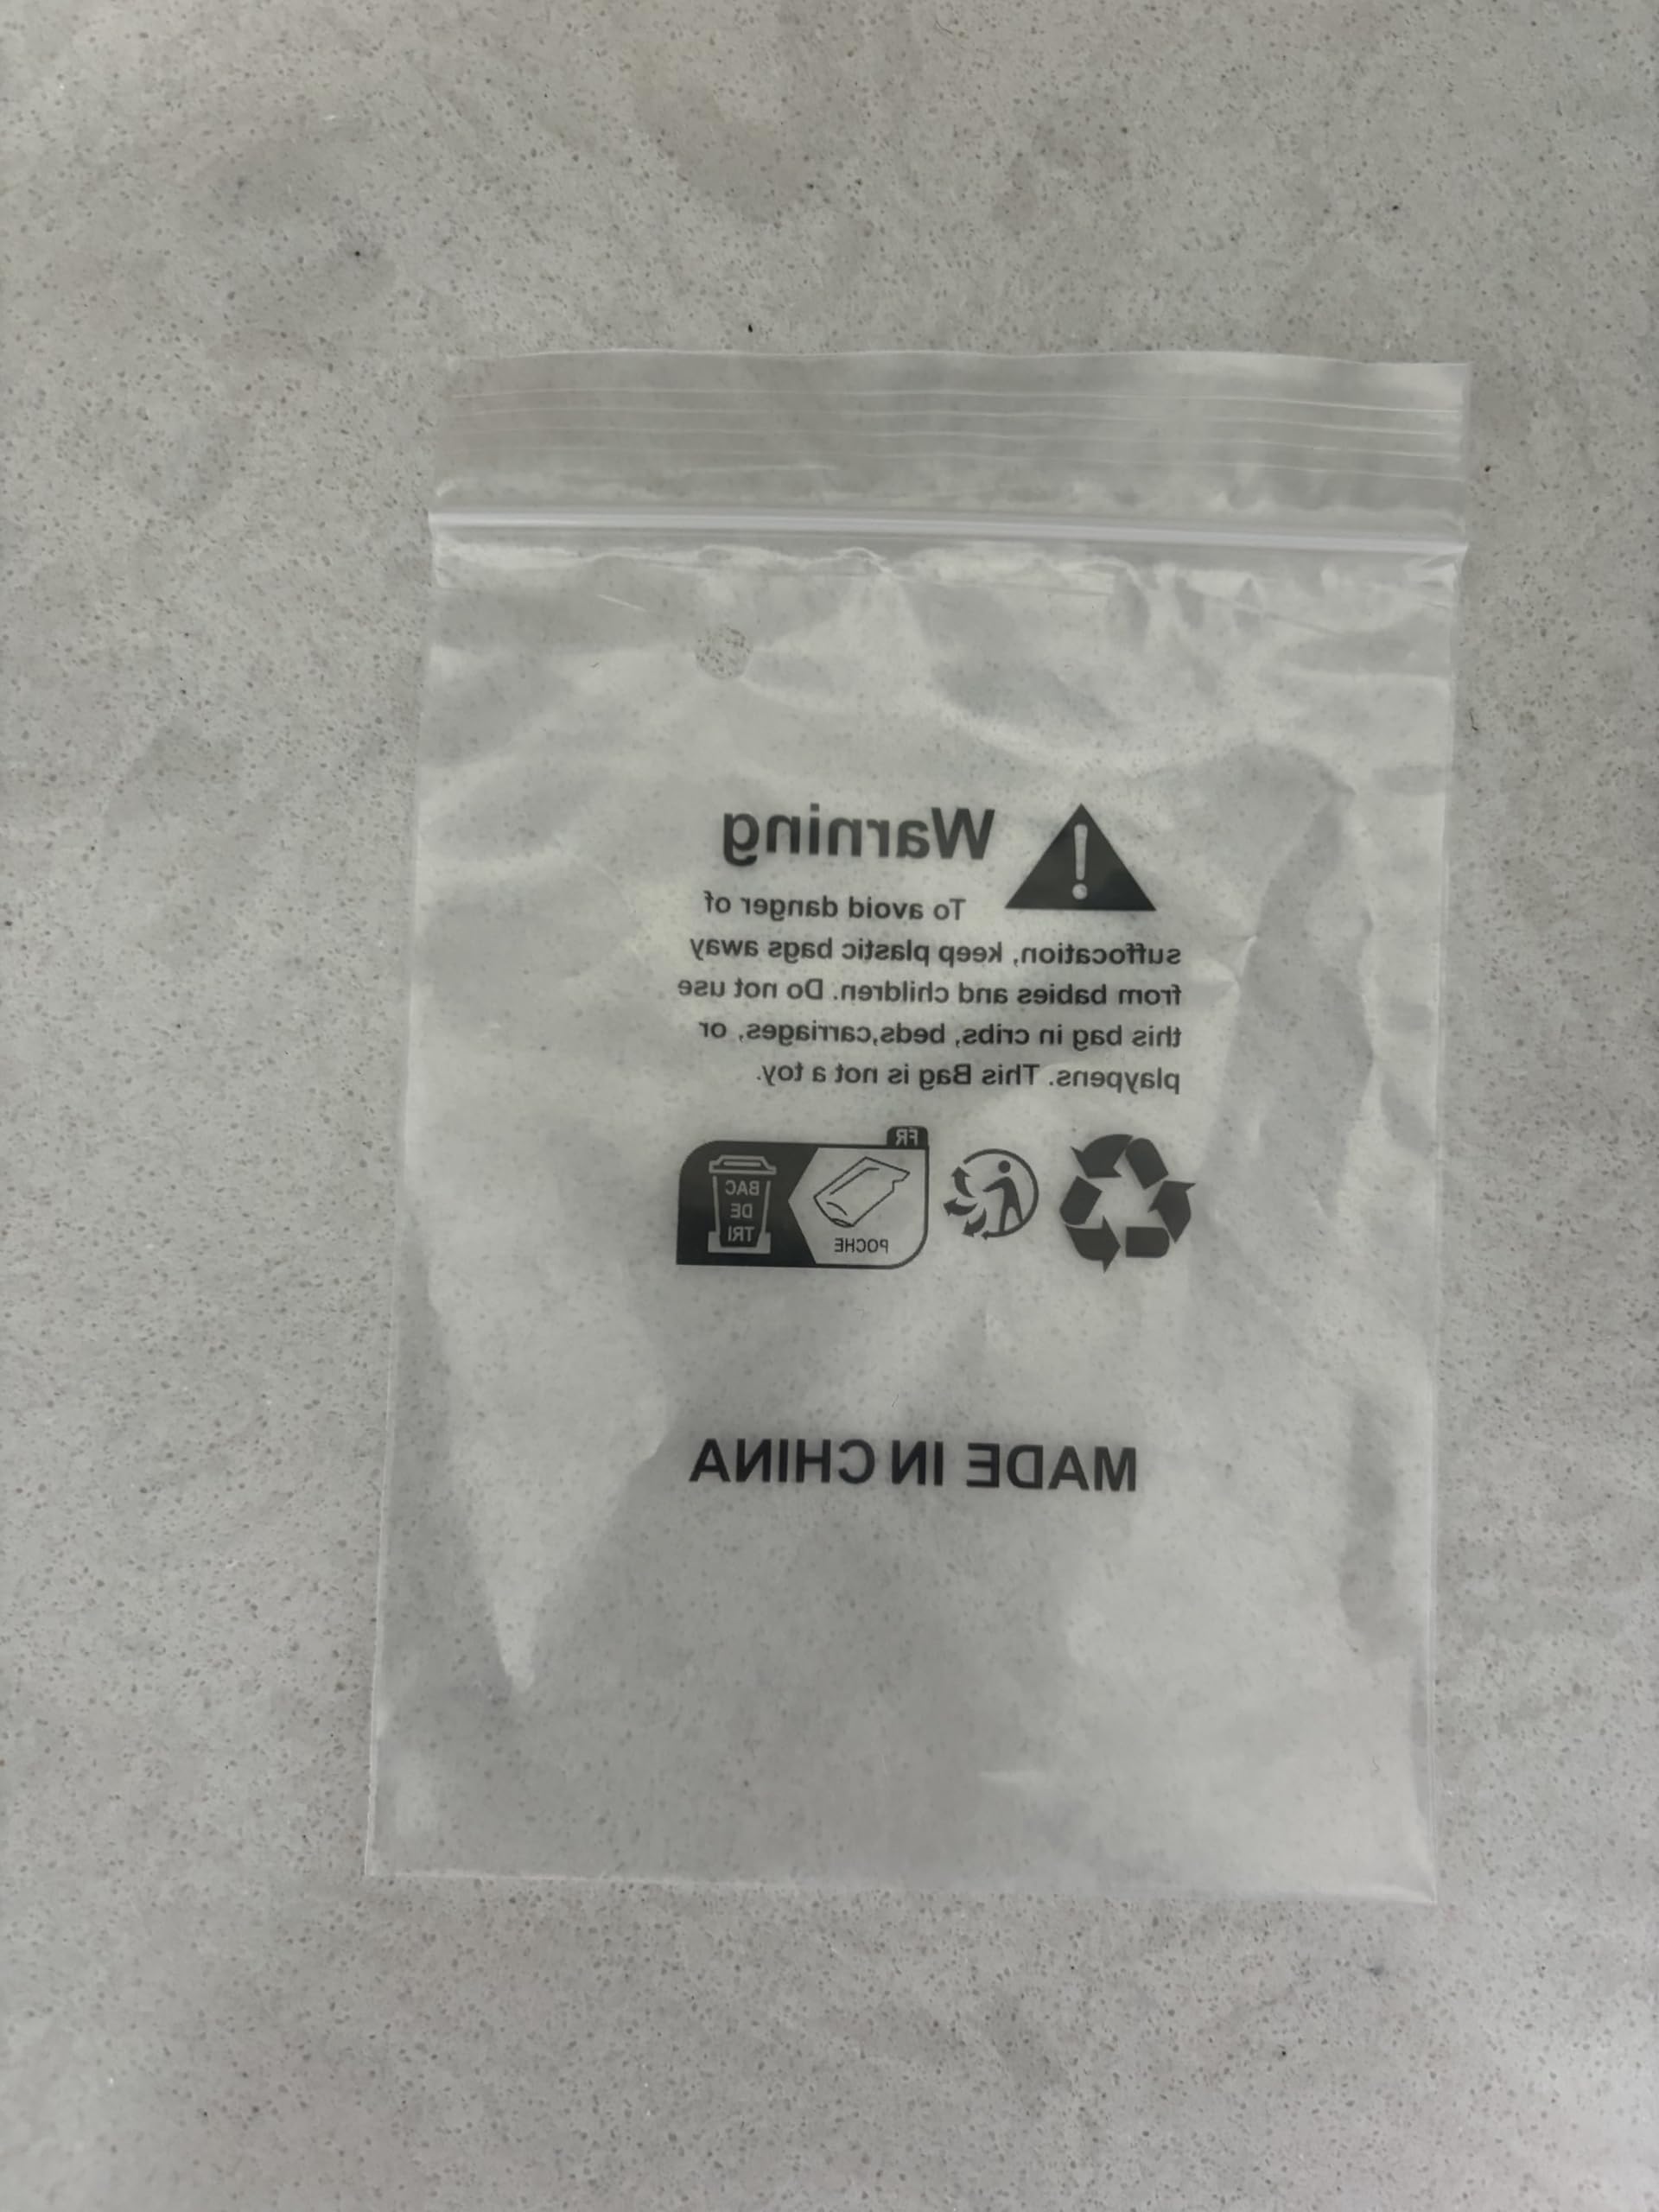 Warning
To avoid danger of
suffocation, keep plastic bags away
from babies and children. Do not use
this bag in cribs, beds,carriages, or
playpens. This Bag is not a toy.
FR
POCHE
BAC
DE
TRI
MADE IN CHINA